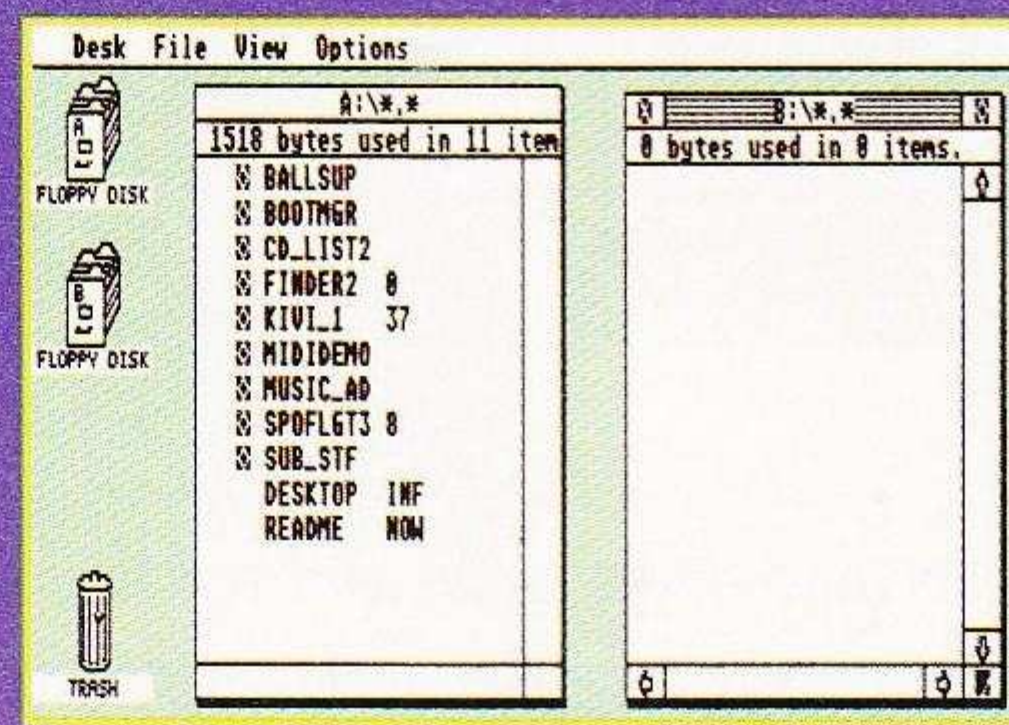 Desk File View Options
A
FLOPPY DISK
B
FLOPPY DISK
TRASH
A:\*.*
1518 bytes used in 11 item
BALLSUP
BOOTMGR
CD_LIST2
FINDER2 0
KIVI_1 37
MIDIDEMO
MUSIC_AD
SPOFLGT3 8
SUB_STF
DESKTOP INF
README NOW
B:\*.*
0 bytes used in 0 items.